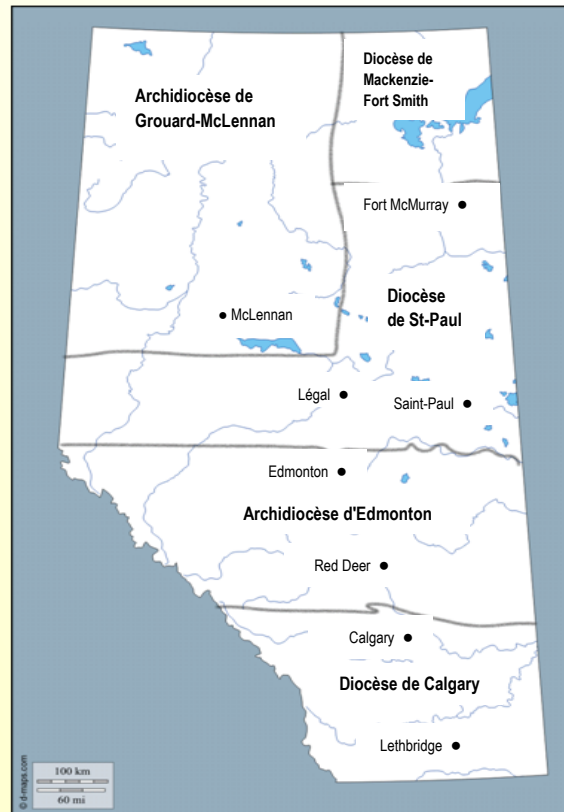 Archidiocèse de
Grouard-McLennan
Diocèse de
Mackenzie-
Fort Smith
Fort McMurray
McLennan
Diocèse
de St-Paul
Légal
Saint-Paul
Edmonton
Archidiocèse d'Edmonton
Red Deer
Calgary
Diocèse de Calgary
Lethbridge
100 km
60 mi
© d-maps.com